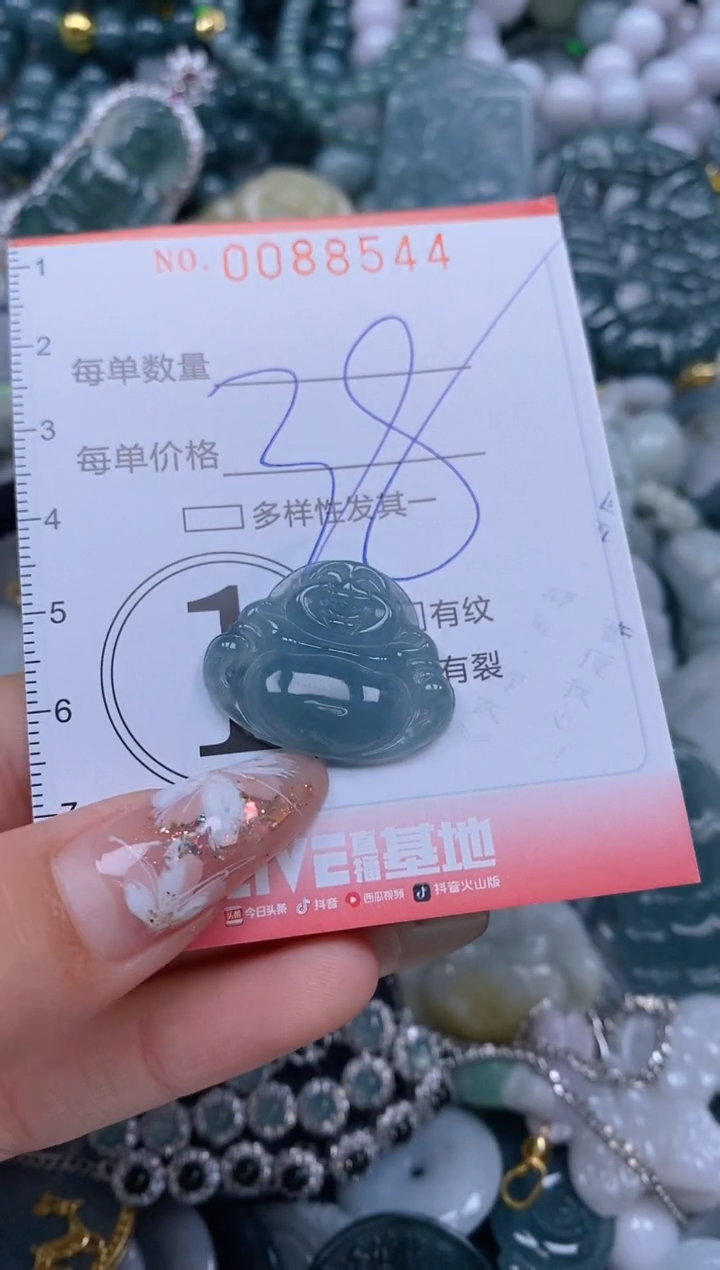 NO. 0088544
1
2
每单数量
38
3
每单价格
4
多样性发其一
5
有纹
有裂
6
1
7
LIVE直播基地
头条 今日头条 抖音 西瓜视频 抖音火山版